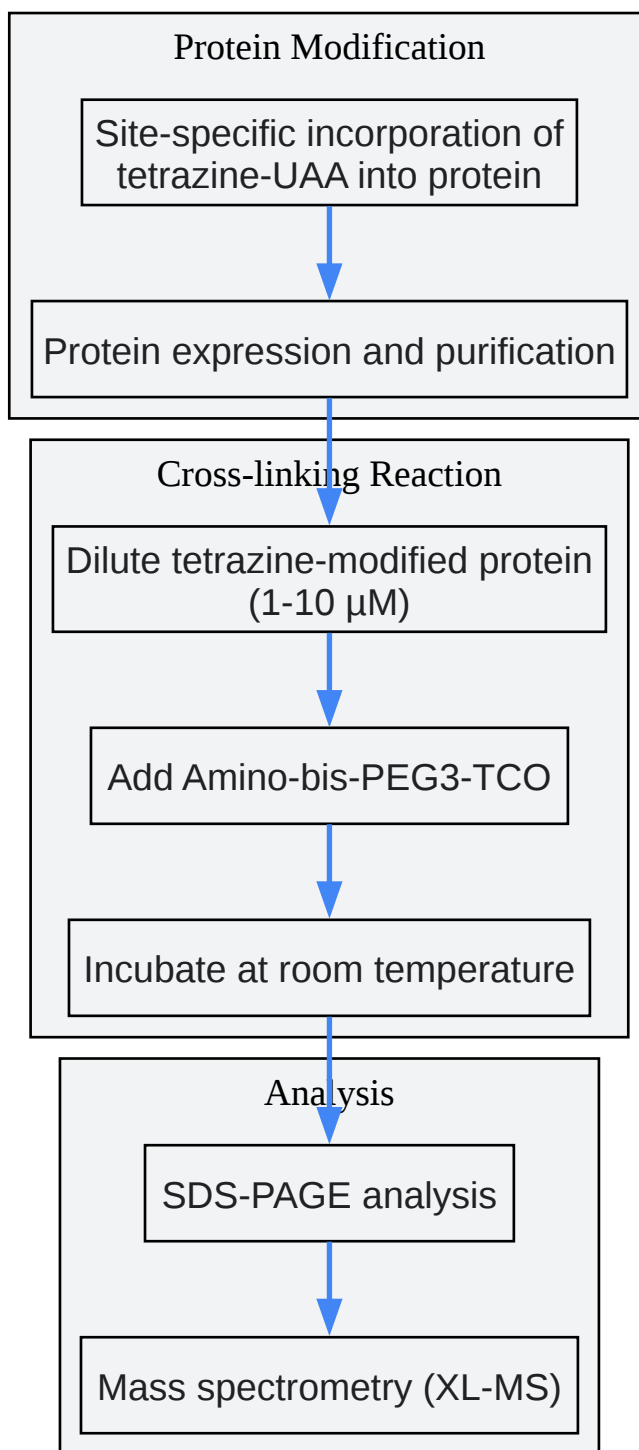 Protein Modification
Site-specific incorporation of
tetrazine-UAA into protein
Protein expression and purification
Cross-linking Reaction
Dilute tetrazine-modified protein
(1-10 µM)
Add Amino-bis-PEG3-TCO
Incubate at room temperature
Analysis
SDS-PAGE analysis
Mass spectrometry (XL-MS)